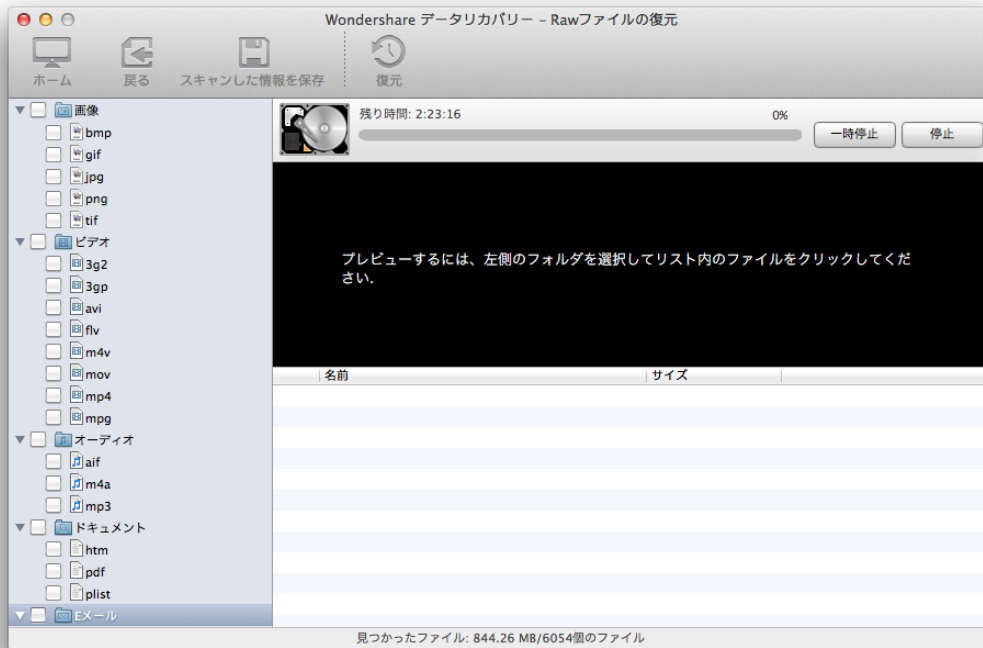 Wondershare データリカバリー – Rawファイルの復元
ホーム
戻る
スキャンした情報を保存
復元
画像
bmp
gif
jpg
png
tif
ビデオ
3g2
3gp
avi
flv
m4v
mov
mp4
mpg
オーディオ
aif
m4a
mp3
ドキュメント
htm
pdf
plist
Eメール
残り時間: 2:23:16
0%
一時停止
停止
プレビューするには、左側のフォルダを選択してリスト内のファイルをクリックしてくだ
さい.
名前
サイズ
見つかったファイル: 844.26 MB/6054個のファイル